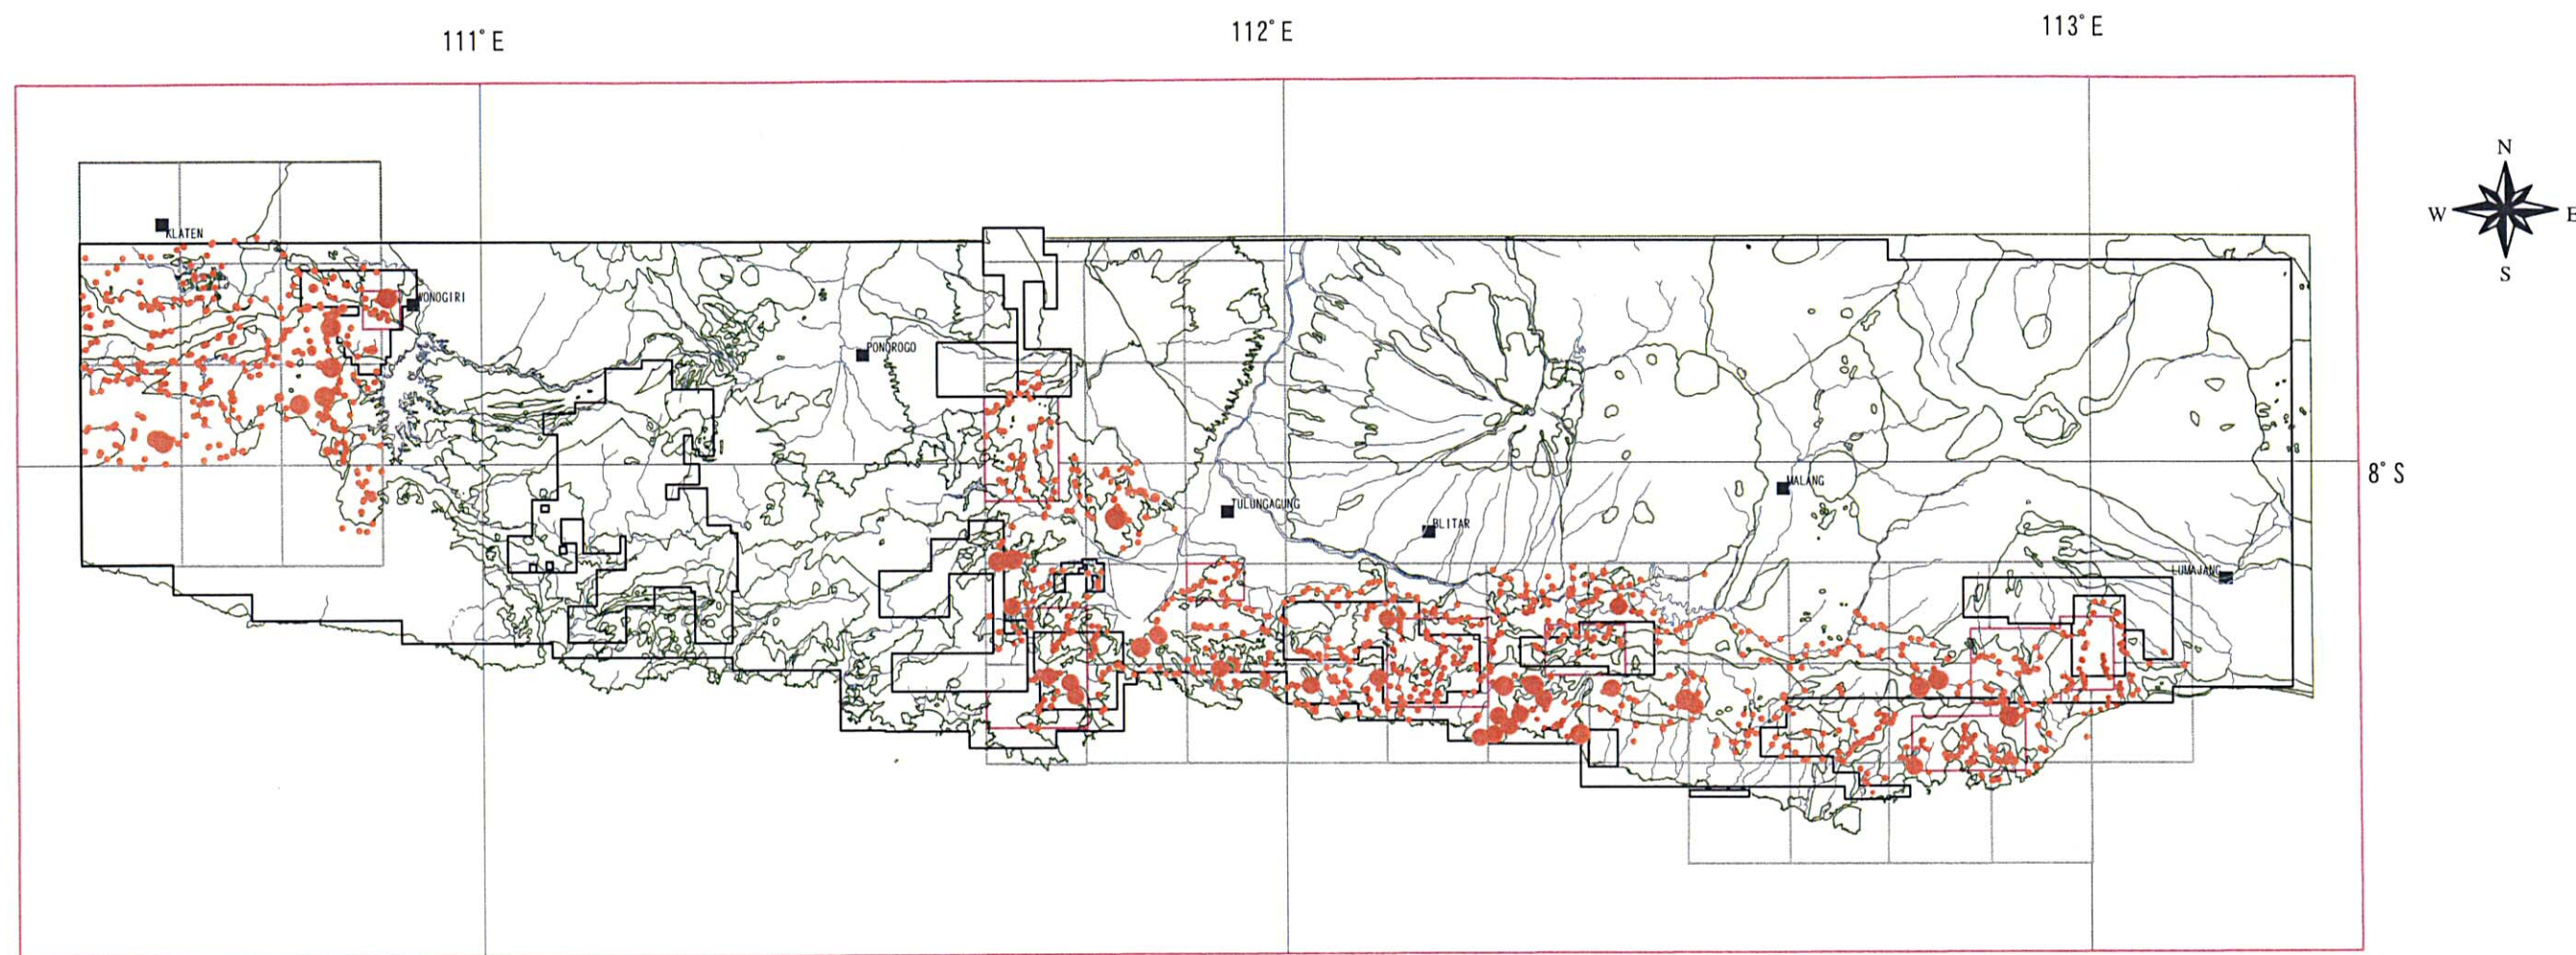 111°E
112°E
113°E
N
W
E
S
KLATEN
WONOGIRI
PONOROGO
8°S
MALANG
TULUNGAGUNG
BLITAR
LUMAJANG